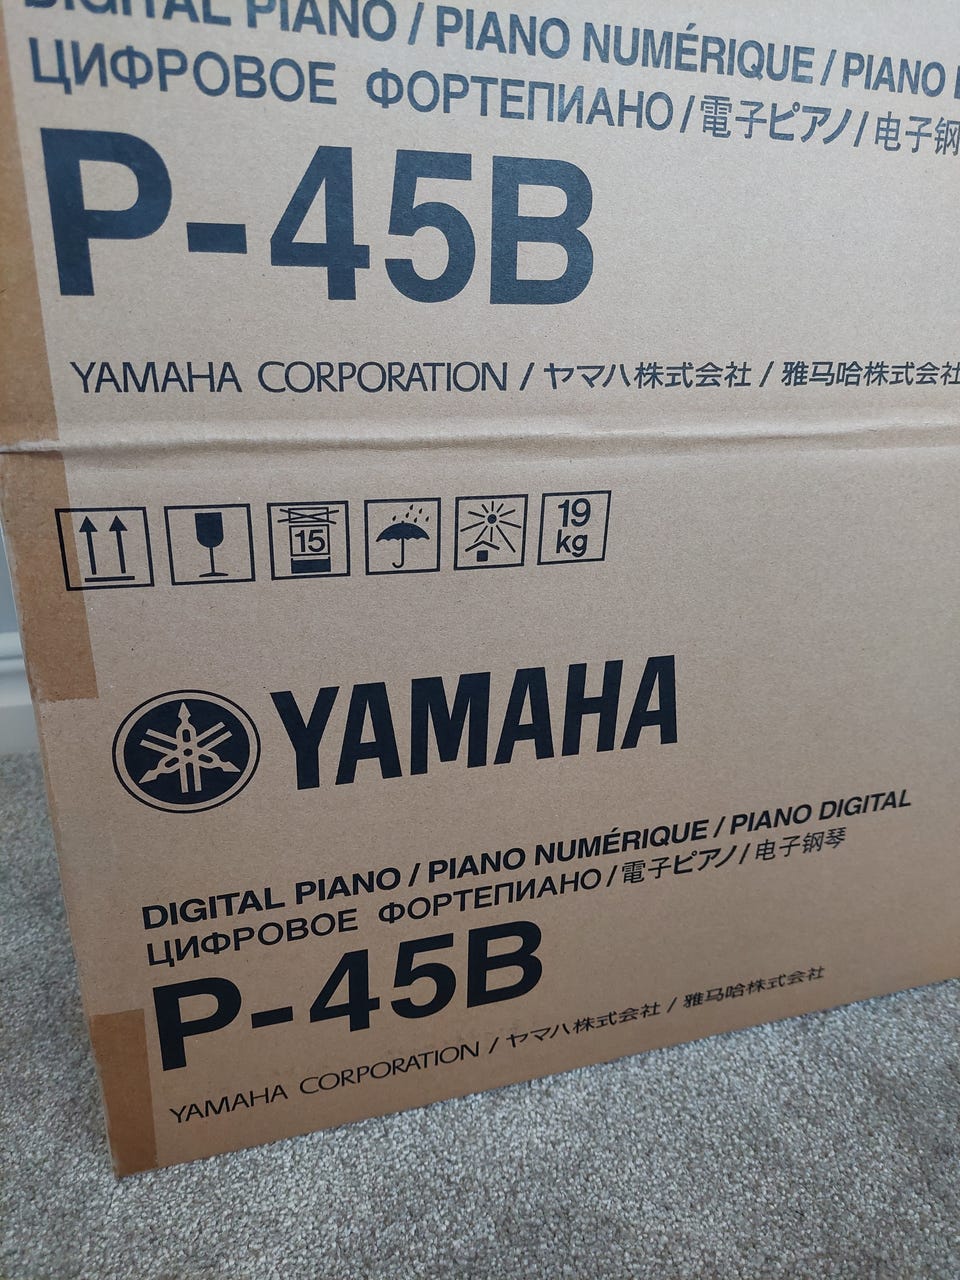 DIGITAL PIANO / PIANO NUMÉRIQUE / PIANO
ЦИФРОВОЕ ФОРТЕПИАНО / 電子ピアノ / 电子钢
P-45B
YAMAHA CORPORATION / ヤマハ株式会社 / 雅马哈株式会社
15
19
kg
YAMAHA
DIGITAL PIANO / PIANO NUMÉRIQUE / PIANO DIGITAL
ЦИФРОВОЕ ФОРТЕПИАНО / 電子ピアノ / 电子钢琴
P-45B
YAMAHA CORPORATION / ヤマハ株式会社 / 雅马哈株式会社